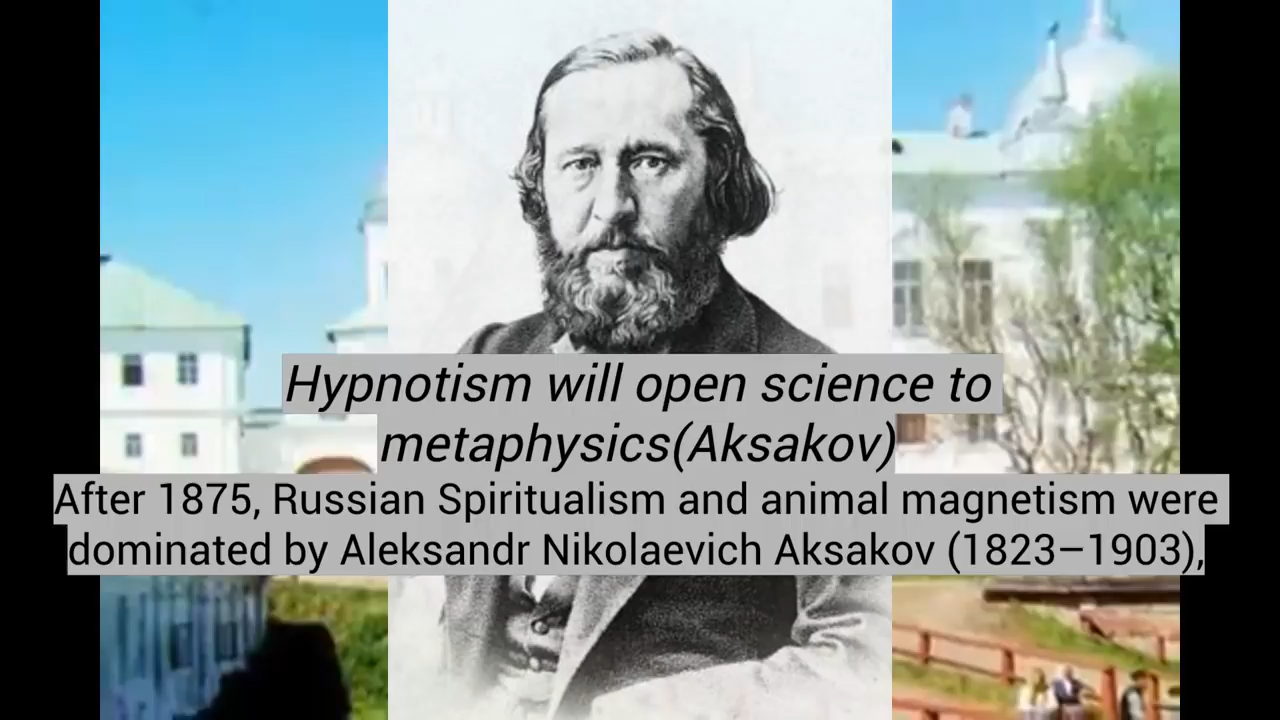 Hypnotism will open science to
metaphysics(Aksakov)
After 1875, Russian Spiritualism and animal magnetism were
dominated by Aleksandr Nikolaevich Aksakov (1823–1903),